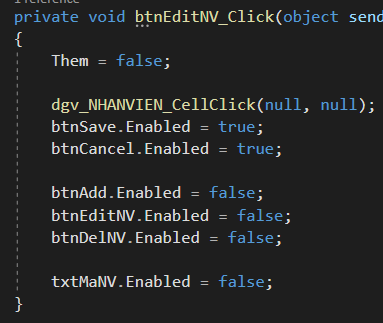 1 reference
private void btnEditNV_Click(object send
{
Them = false;
dgv_NHANVIEN_CellClick(null, null);
btnSave.Enabled = true;
btnCancel.Enabled = true;
btnAdd.Enabled = false;
btnEditNV.Enabled = false;
btnDelNV.Enabled = false;
txtMaNV.Enabled = false;
}